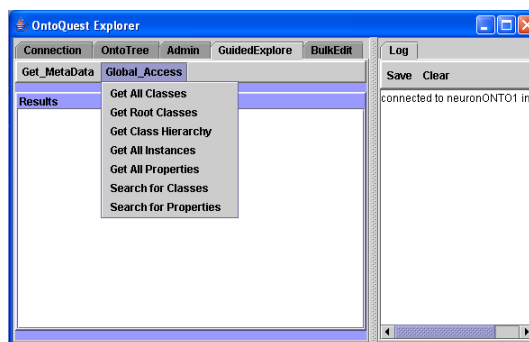 OntoQuest Explorer
Connection OntoTree Admin GuidedExplore BulkEdit
Get_MetaData Global_Access
Get All Classes
Get Root Classes
Get Class Hierarchy
Get All Instances
Get All Properties
Search for Classes
Search for Properties
Results
Log
Save Clear
connected to neuronONTO1 in